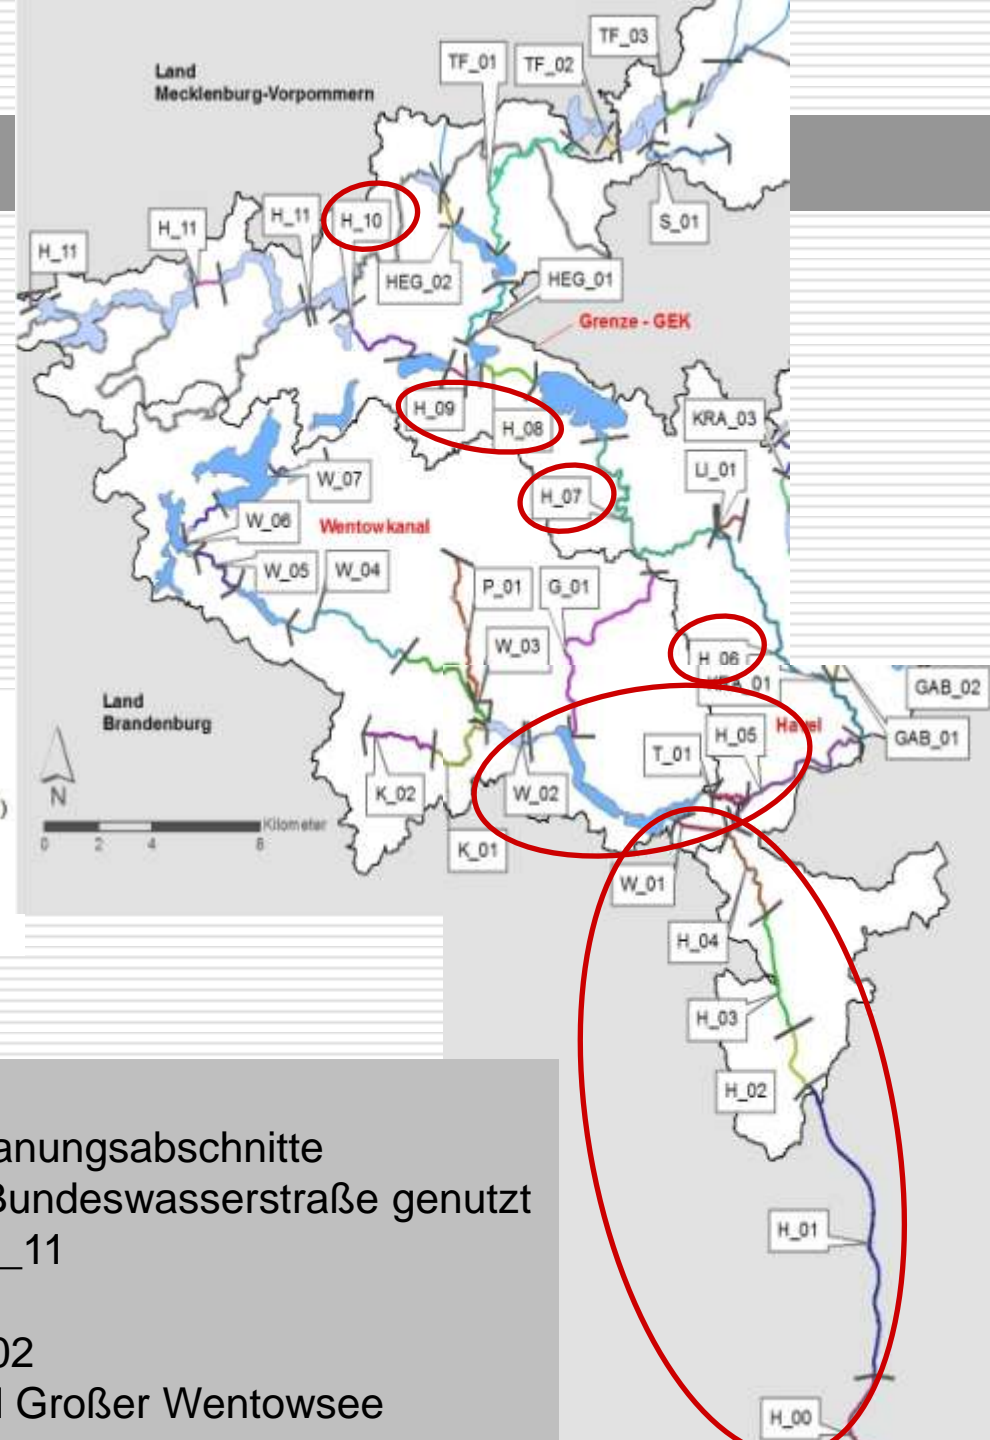 TF_03
TF_01
TF_02
Land
Mecklenburg-Vorpommern
H_11
H_11
H_11
H_10
S_01
HEG_02
HEG_01
Grenze - GEK
H_09
H_08
KRA_03
LI_01
W_07
H_07
W_06
Wentowkanal
W_05
W_04
P_01
G_01
W_03
H_06
KRA_01
GAB_02
Land
Brandenburg
Havel
H_05
T_01
GAB_01
N
K_02
W_02
)
Kilometer
0 2 4 8
K_01
W_01
H_04
H_03
H_02
anungsabschnitte
Bundeswasserstraße genutzt
_11
H_01
02
l Großer Wentowsee
H_00